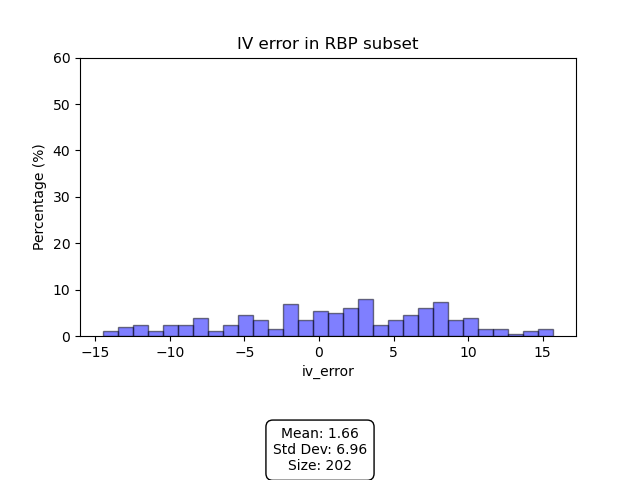 IV error in RBP subset
60
50
40
30
20
10
0
Percentage (%)
−15 −10 −5 0 5 10 15
iv_error
Mean: 1.66
Std Dev: 6.96
Size: 202